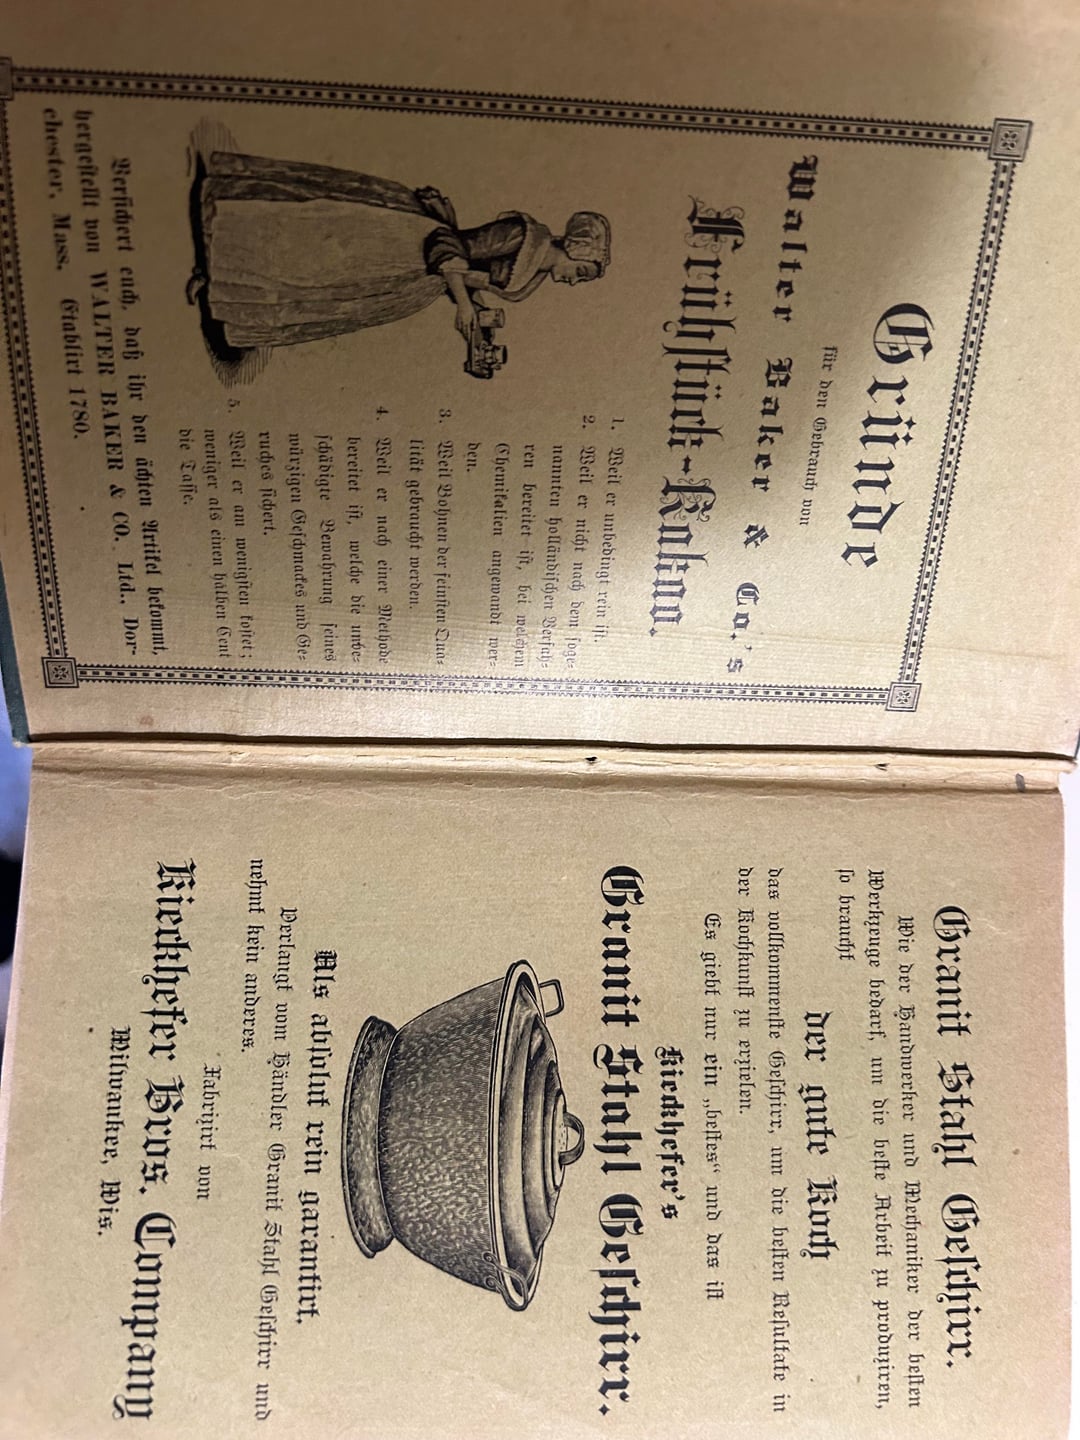 Gründe
für den Gebrauch von
Walter Baker & Co.'s
Frühstück-Kakao.
1. Weil er unbedingt rein ist.
2. Weil er nicht nach dem soge-
nannten holländischen Verfah-
ren bereitet ist, bei welchem
Chemikalien angewandt wer-
den.
3. Weil Bohnen der feinsten Qua-
lität gebraucht werden.
4. Weil er nach einer Methode
bereitet ist, welche die unbe-
schädigte Bewahrung seines
würzigen Geschmackes und Ge-
ruches sichert.
5. Weil er am wenigsten kostet;
weniger als einen halben Cent
die Tasse.
Versichert euch, daß ihr den ächten Artikel bekommt,
hergestellt von WALTER BAKER & CO. Ltd., Dor-
chester, Mass. Etablirt 1780.
Granit Stahl Geschirr.
Wie der Handwerker und Mechaniker der besten
Werkzeuge bedarf, um die beste Arbeit zu produziren,
so braucht
der gute Koch
das vollkommenste Geschirr, um die besten Resultate in
der Kochkunst zu erzielen.
Es giebt nur ein „bestes“ und das ist
Kieckhefer's
Granit Stahl Geschirr.
Als absolut rein garantirt.
Verlangt vom Händler Granit Stahl Geschirr und
nehmt kein anderes.
Fabrizirt von
Kieckhefer Bros. Company
Milwaukee, Wis.